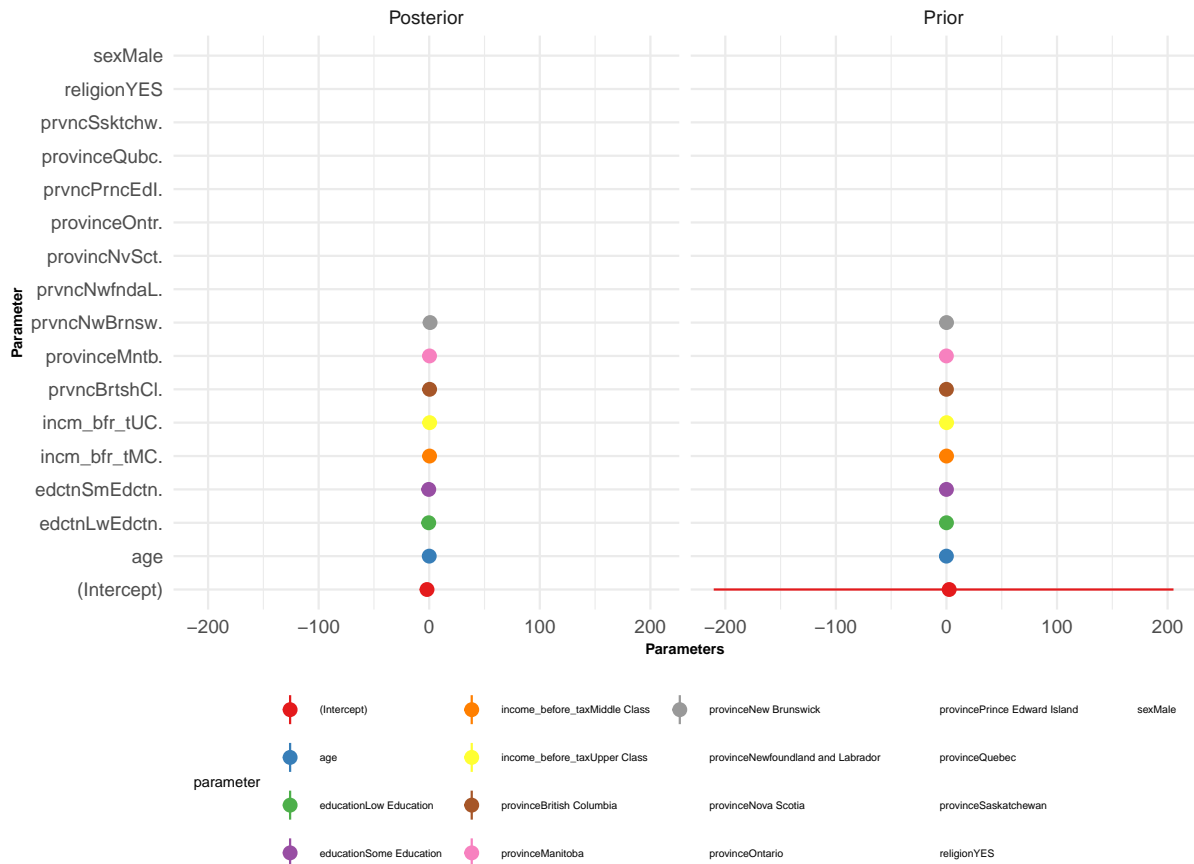 Posterior
Prior
sexMale
religionYES
prvncSsktchw.
provinceQubc.
prvncPrncEdI.
provinceOntr.
provincNvSct.
prvncNwfndaL.
prvncNwBrnsw.
provinceMntb.
prvncBrtshCl.
incm_bfr_tUC.
incm_bfr_tMC.
edctnSmEdctn.
edctnLwEdctn.
age
(Intercept)
Parameter
−200 −100 0 100 200
−200 −100 0 100 200
Parameters
parameter
(Intercept)
age
educationLow Education
educationSome Education
income_before_taxMiddle Class
income_before_taxUpper Class
provinceBritish Columbia
provinceManitoba
provinceNew Brunswick
provinceNewfoundland and Labrador
provinceNova Scotia
provinceOntario
provincePrince Edward Island
provinceQuebec
provinceSaskatchewan
religionYES
sexMale